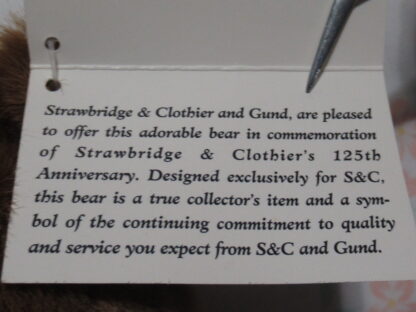 Strawbridge & Clothier and Gund, are pleased
to offer this adorable bear in commemoration
of Strawbridge & Clothier's 125th
Anniversary. Designed exclusively for S&C,
this bear is a true collector's item and a sym-
bol of the continuing commitment to quality
and service you expect from S&C and Gund.